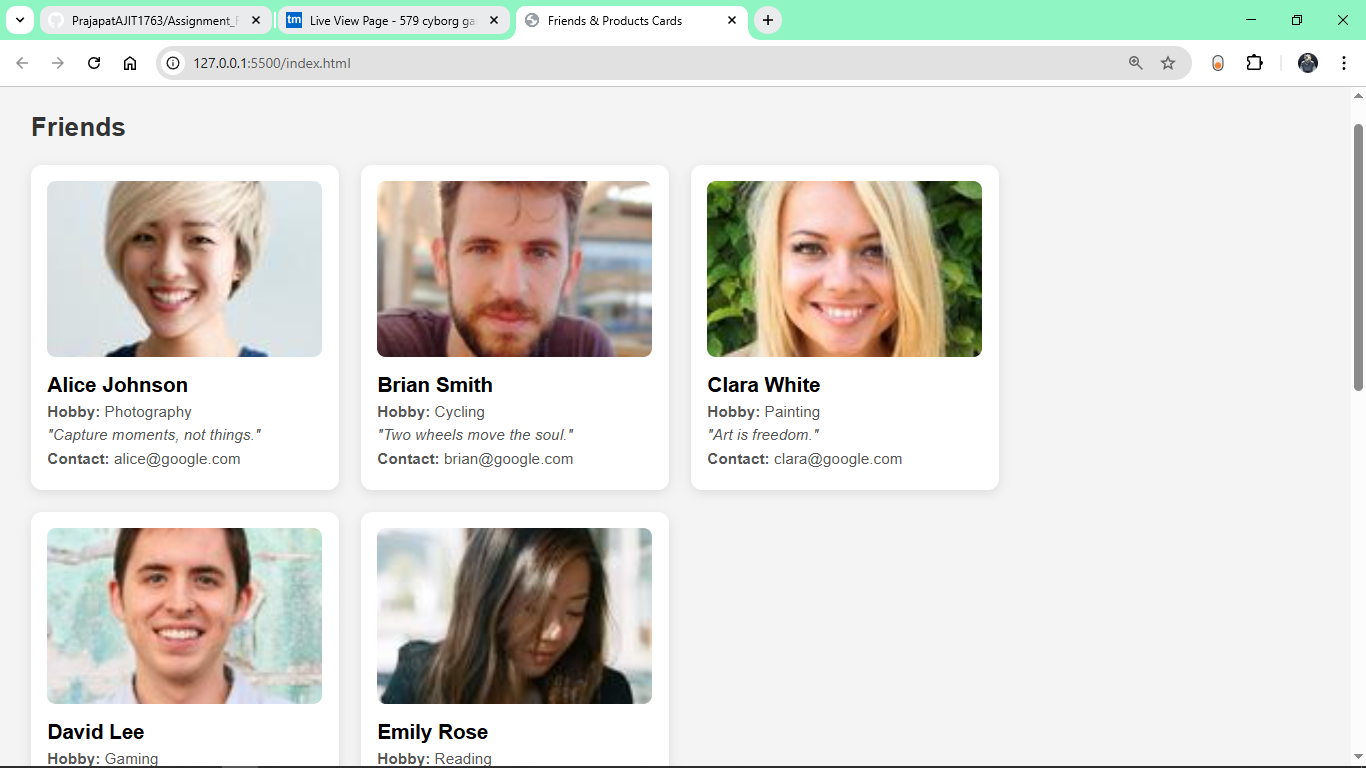 PrajapatAJIT1763/Assignment_
Live View Page - 579 cyborg ga
Friends & Products Cards
127.0.0.1:5500/index.html
Friends
Alice Johnson
Hobby: Photography
"Capture moments, not things."
Contact: alice@google.com
Brian Smith
Hobby: Cycling
"Two wheels move the soul."
Contact: brian@google.com
Clara White
Hobby: Painting
"Art is freedom."
Contact: clara@google.com
David Lee
Hobby: Gaming
Emily Rose
Hobby: Reading